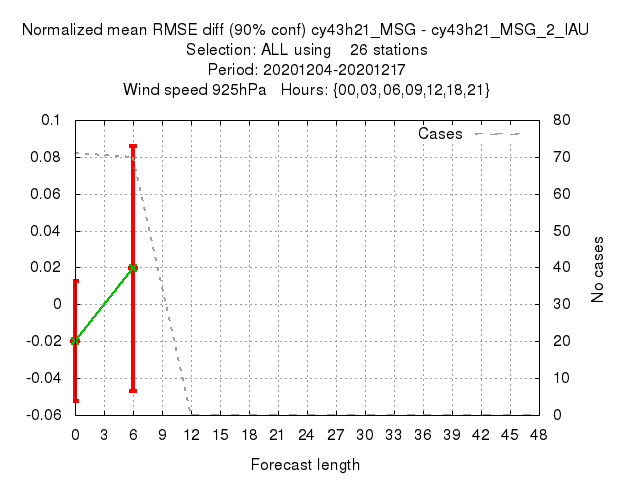 Normalized mean RMSE diff (90% conf) cy43h21_MSG - cy43h21_MSG_2_IAU
Selection: ALL using 26 stations
Period: 20201204-20201217
Wind speed 925hPa Hours: {00,03,06,09,12,18,21}
Cases
0.1
0.08
0.06
0.04
0.02
0
-0.02
-0.04
-0.06
80
70
60
50
40
30
20
10
0
No cases
0 3 6 9 12 15 18 21 24 27 30 33 36 39 42 45 48
Forecast length